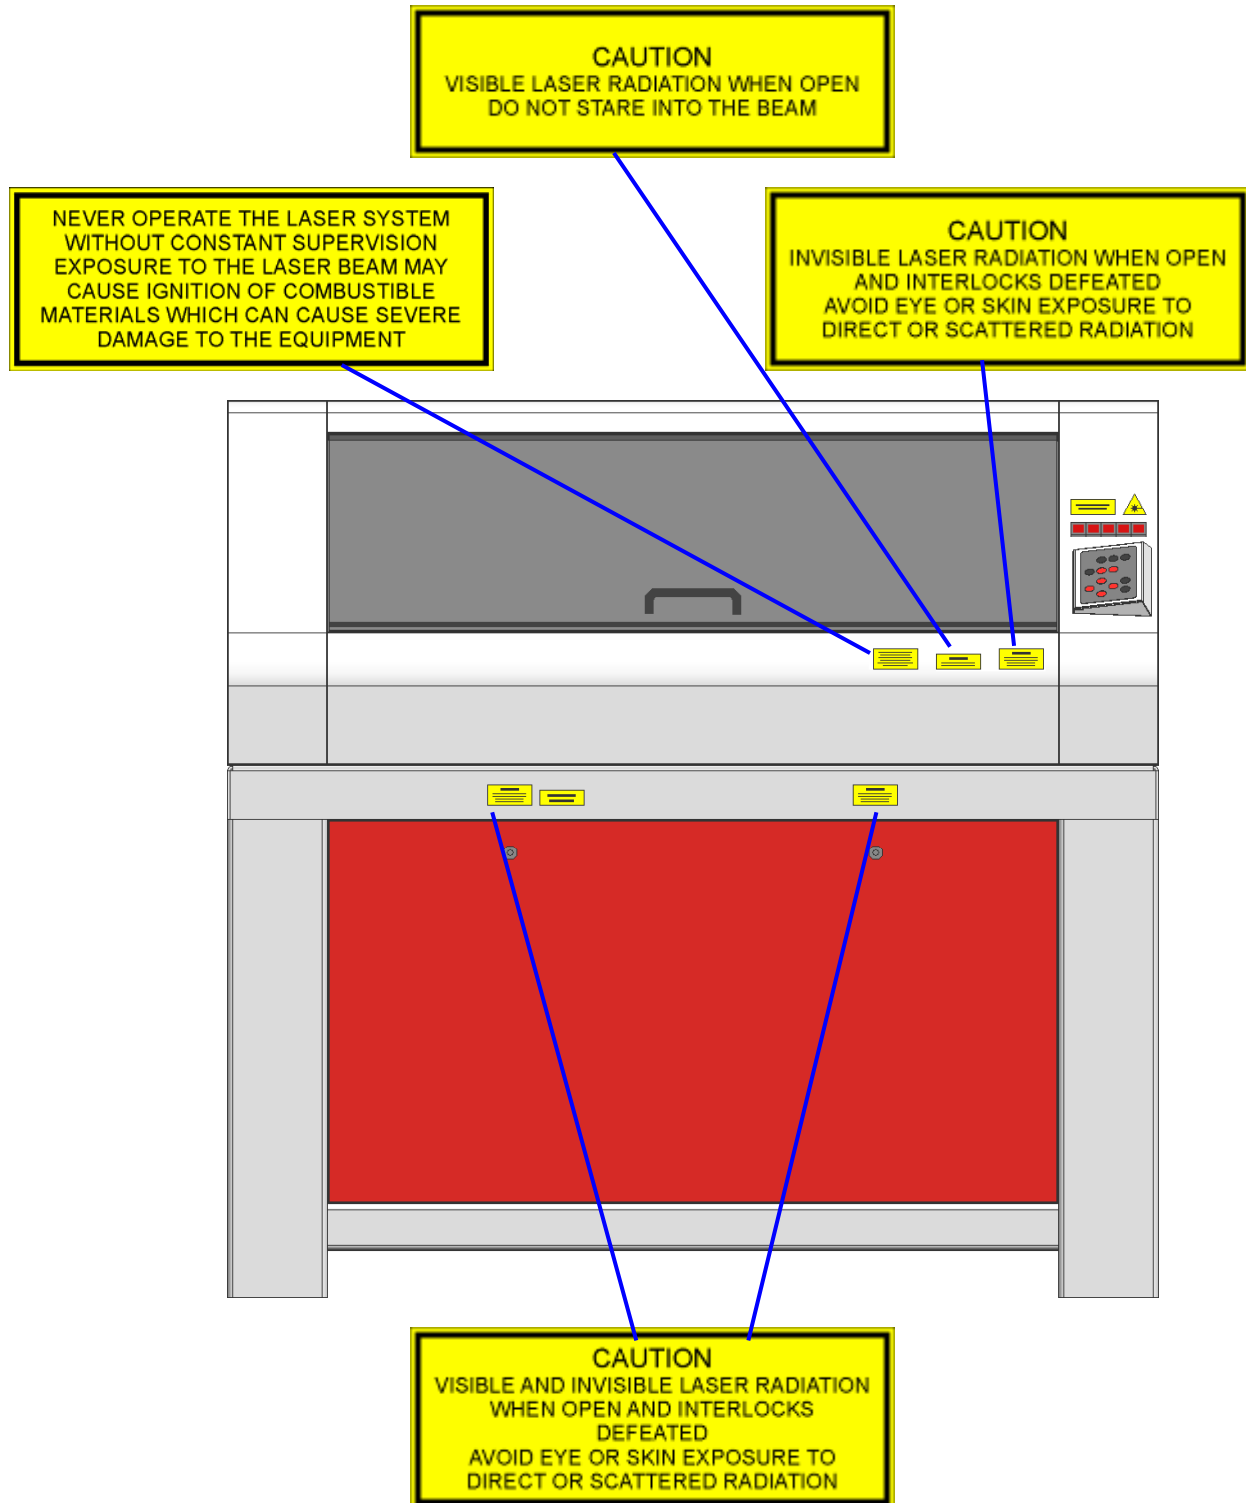 CAUTION
VISIBLE LASER RADIATION WHEN OPEN
DO NOT STARE INTO THE BEAM
NEVER OPERATE THE LASER SYSTEM
WITHOUT CONSTANT SUPERVISION
EXPOSURE TO THE LASER BEAM MAY
CAUSE IGNITION OF COMBUSTIBLE
MATERIALS WHICH CAN CAUSE SEVERE
DAMAGE TO THE EQUIPMENT
CAUTION
INVISIBLE LASER RADIATION WHEN OPEN
AND INTERLOCKS DEFEATED
AVOID EYE OR SKIN EXPOSURE TO
DIRECT OR SCATTERED RADIATION
CAUTION
VISIBLE AND INVISIBLE LASER RADIATION
WHEN OPEN AND INTERLOCKS
DEFEATED
AVOID EYE OR SKIN EXPOSURE TO
DIRECT OR SCATTERED RADIATION